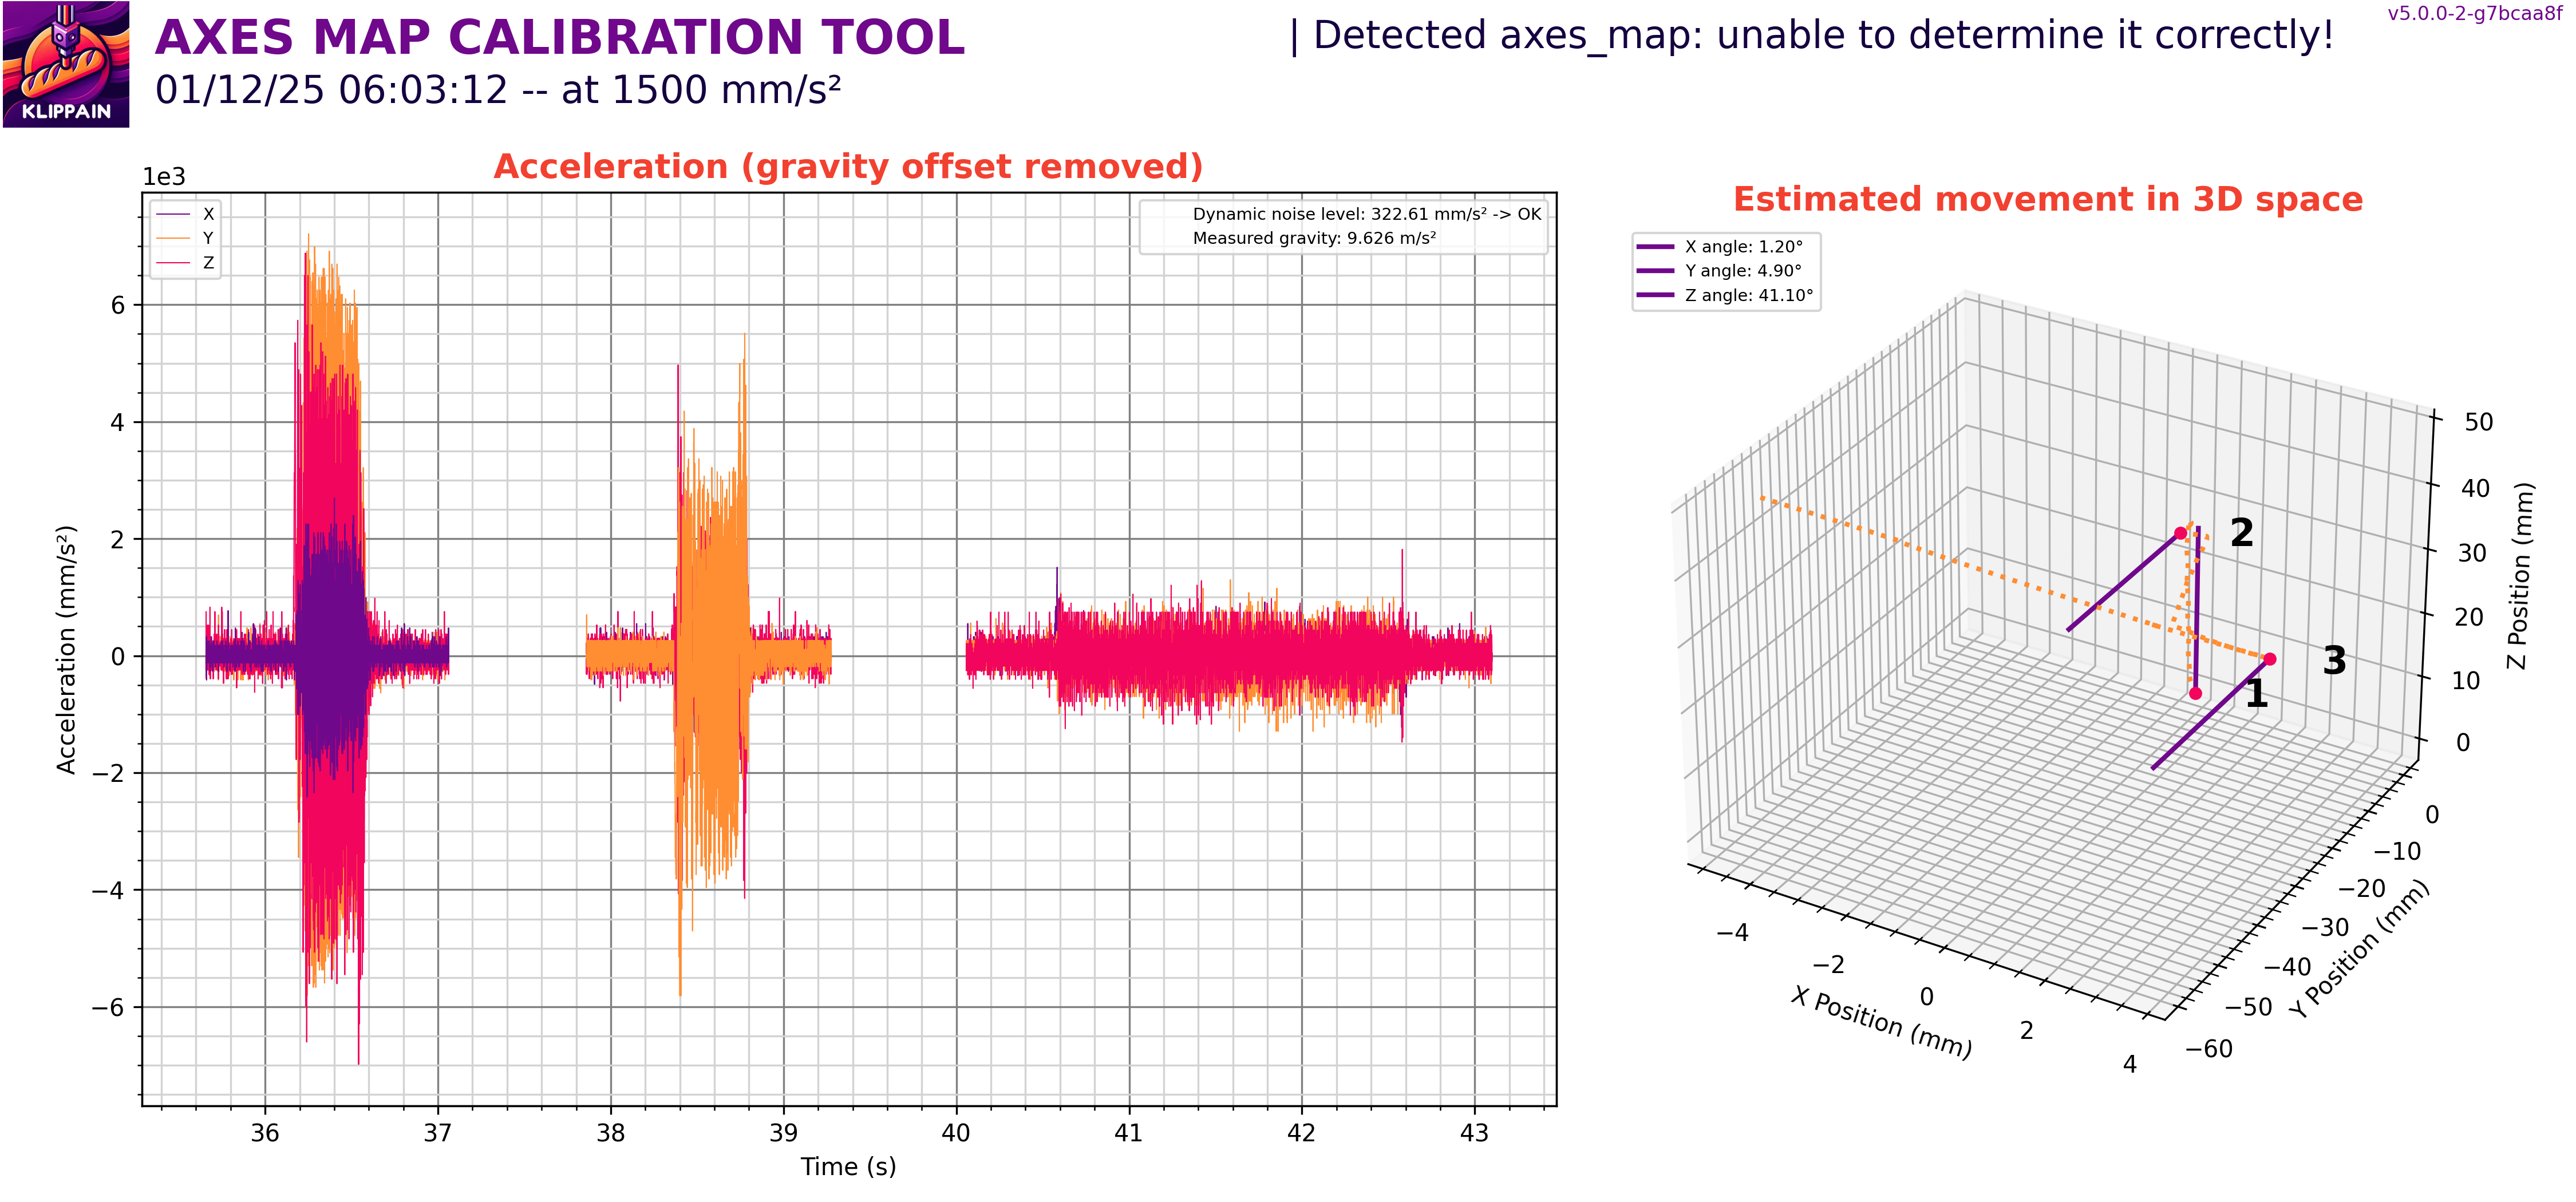 KLIPPAIN
AXES MAP CALIBRATION TOOL
01/12/25 06:03:12 -- at 1500 mm/s²
| Detected axes_map: unable to determine it correctly!
v5.0.0-2-g7bcaa8f
Acceleration (gravity offset removed)
1e3
X
Y
Z
Dynamic noise level: 322.61 mm/s² -> OK
Measured gravity: 9.626 m/s²
Acceleration (mm/s²)
6
4
2
0
−2
−4
−6
36
37
38
39
40
41
42
43
Time (s)
Estimated movement in 3D space
X angle: 1.20°
Y angle: 4.90°
Z angle: 41.10°
2
3
1
50
40
30
20
10
0
Z Position (mm)
0
−10
−20
−30
−40
−50
−60
Y Position (mm)
−4
−2
0
2
4
X Position (mm)